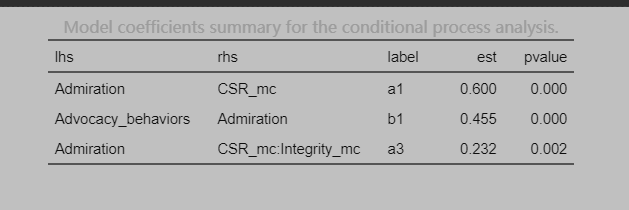 Model coefficients summary for the conditional process analysis.
lhs rhs label est pvalue
Admiration CSR_mc a1 0.600 0.000
Advocacy_behaviors Admiration b1 0.455 0.000
Admiration CSR_mc:Integrity_mc a3 0.232 0.002